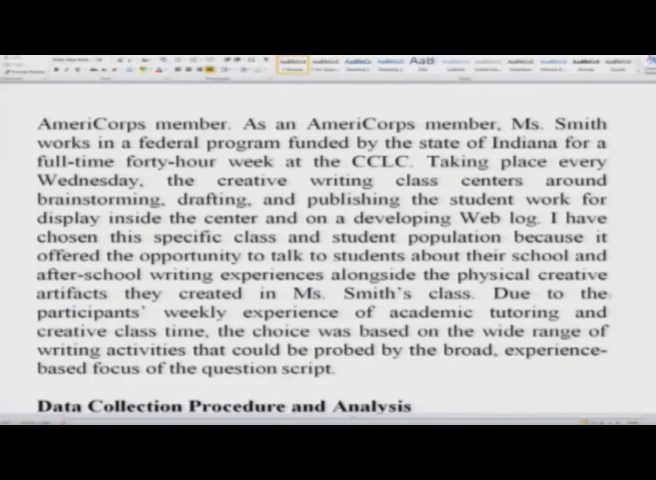 AmeriCorps member. As an AmeriCorps member, Ms. Smith
works in a federal program funded by the state of Indiana for a
full-time forty-hour week at the CCLC. Taking place every
Wednesday, the creative writing class centers around
brainstorming, drafting, and publishing the student work for
display inside the center and on a developing Web log. I have
chosen this specific class and student population because it
offered the opportunity to talk to students about their school and
after-school writing experiences alongside the physical creative
artifacts they created in Ms. Smith's class. Due to the
participants' weekly experience of academic tutoring and
creative class time, the choice was based on the wide range of
writing activities that could be probed by the broad, experience-
based focus of the question script.
Data Collection Procedure and Analysis